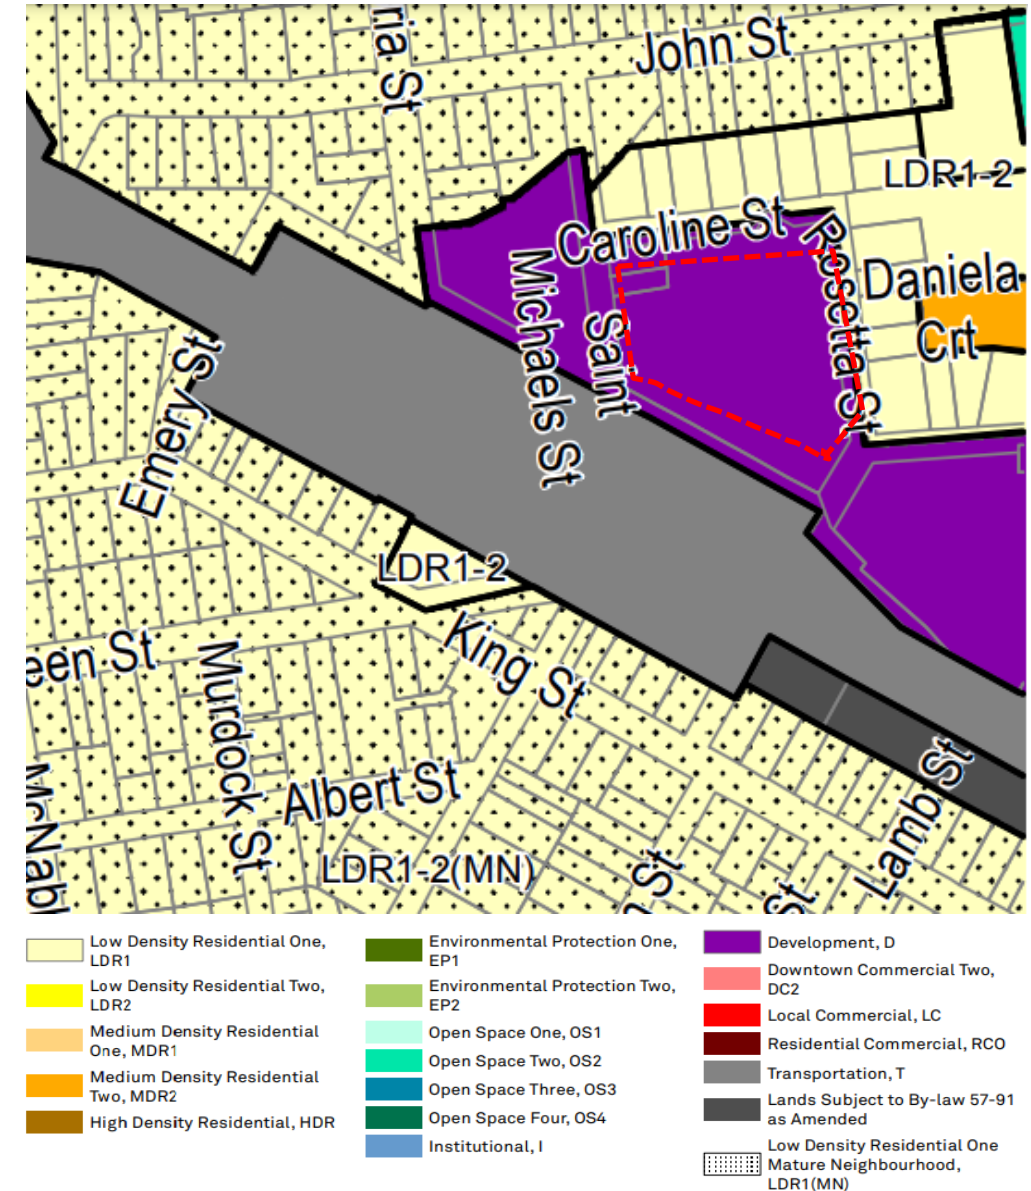 ria St
John St
LDR1-2
Caroline St
Rosetta St
Daniela
Crt
Michaels St
Saint
Emery St
LDR1-2
King St
een St
Murdock St
Albert St
McNabl
LDR1-2(MN)
n St
St
Lamb St
Low Density Residential One,
LDR1
Low Density Residential Two,
LDR2
Medium Density Residential
One, MDR1
Medium Density Residential
Two, MDR2
High Density Residential, HDR
Environmental Protection One,
EP1
Environmental Protection Two,
EP2
Open Space One, OS1
Open Space Two, OS2
Open Space Three, OS3
Open Space Four, OS4
Institutional, I
Development, D
Downtown Commercial Two,
DC2
Local Commercial, LC
Residential Commercial, RCO
Transportation, T
Lands Subject to By-law 57-91
as Amended
Low Density Residential One
Mature Neighbourhood,
LDR1(MN)